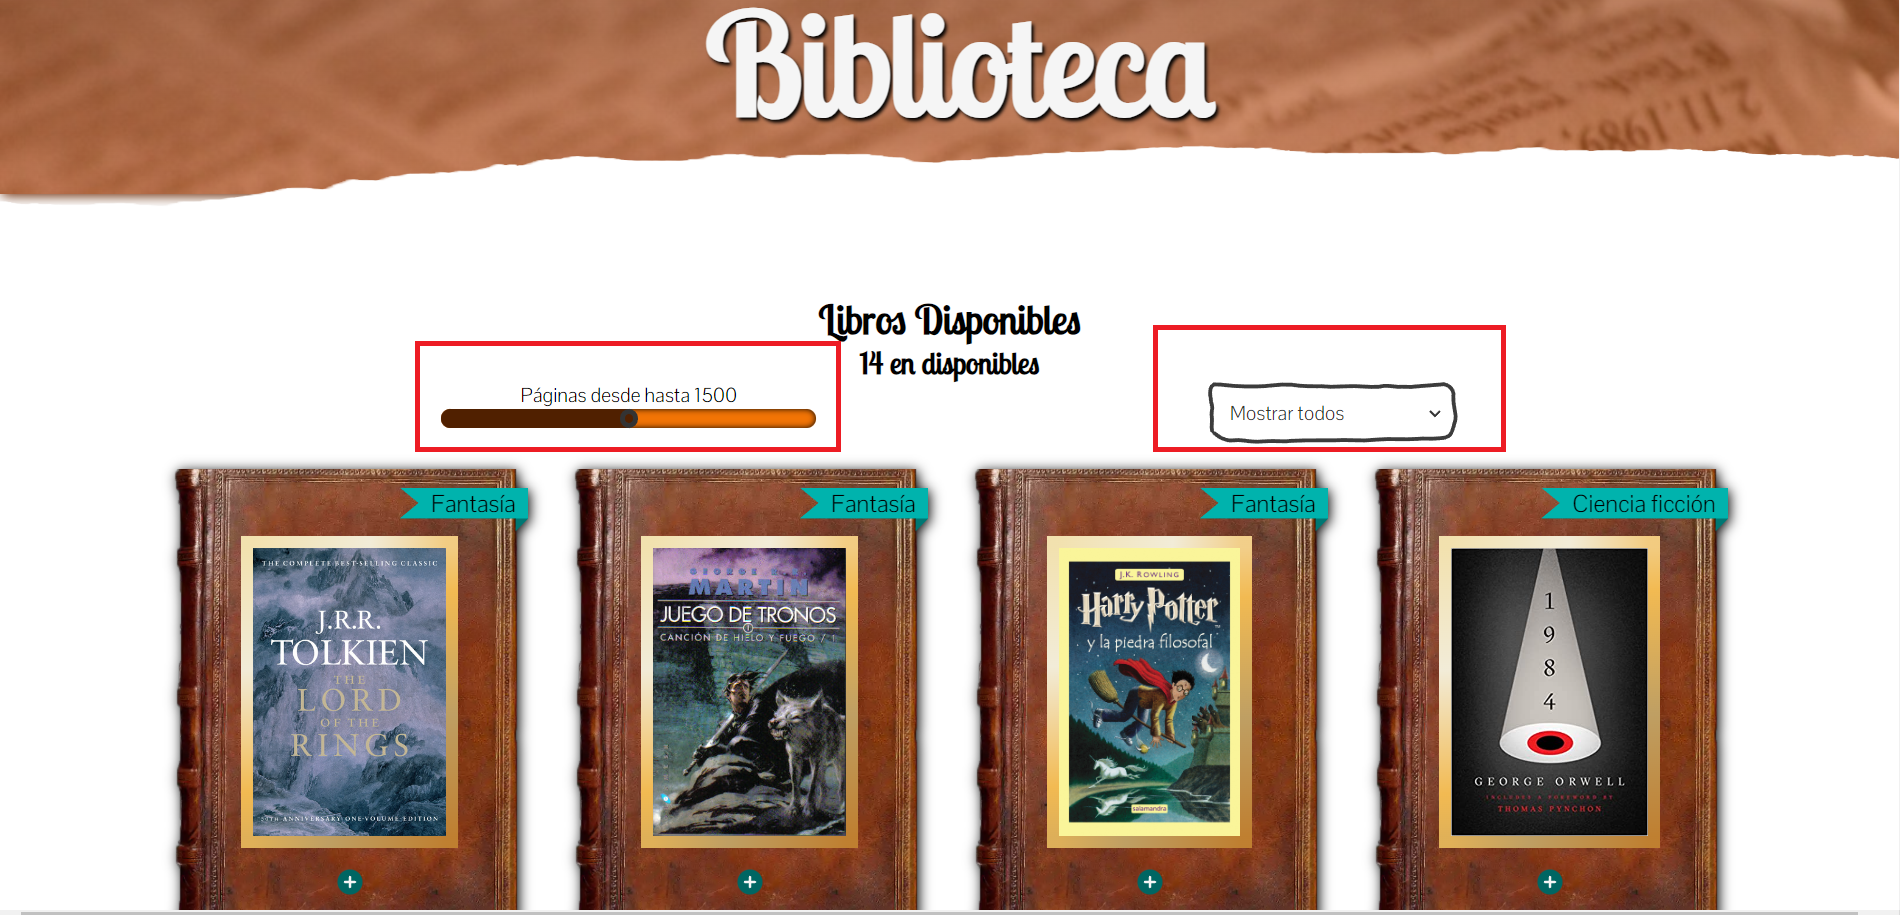 Biblioteca
2.11.1989,
Libros Disponibles
14 en disponibles
Páginas desde hasta 1500
Mostrar todos
Fantasía
Fantasía
Fantasía
Ciencia ficción
THE COMPLETE BEST-SELLING CLASSIC
J.R.R.
TOLKIEN
THE
LORD
OF THE
RINGS
ANNIVERSARY ONE-VOLUME EDITION
GEORGE R.R.
MARTIN
JUEGO DE TRONOS
CANCIÓN DE HIELO Y FUEGO / 1
J.K. ROWLING
Harry Potter
y la piedra filosofal
salamandra
1
9
8
4
GEORGE ORWELL
INCLUDES A FOREWORD BY
THOMAS PYNCHON